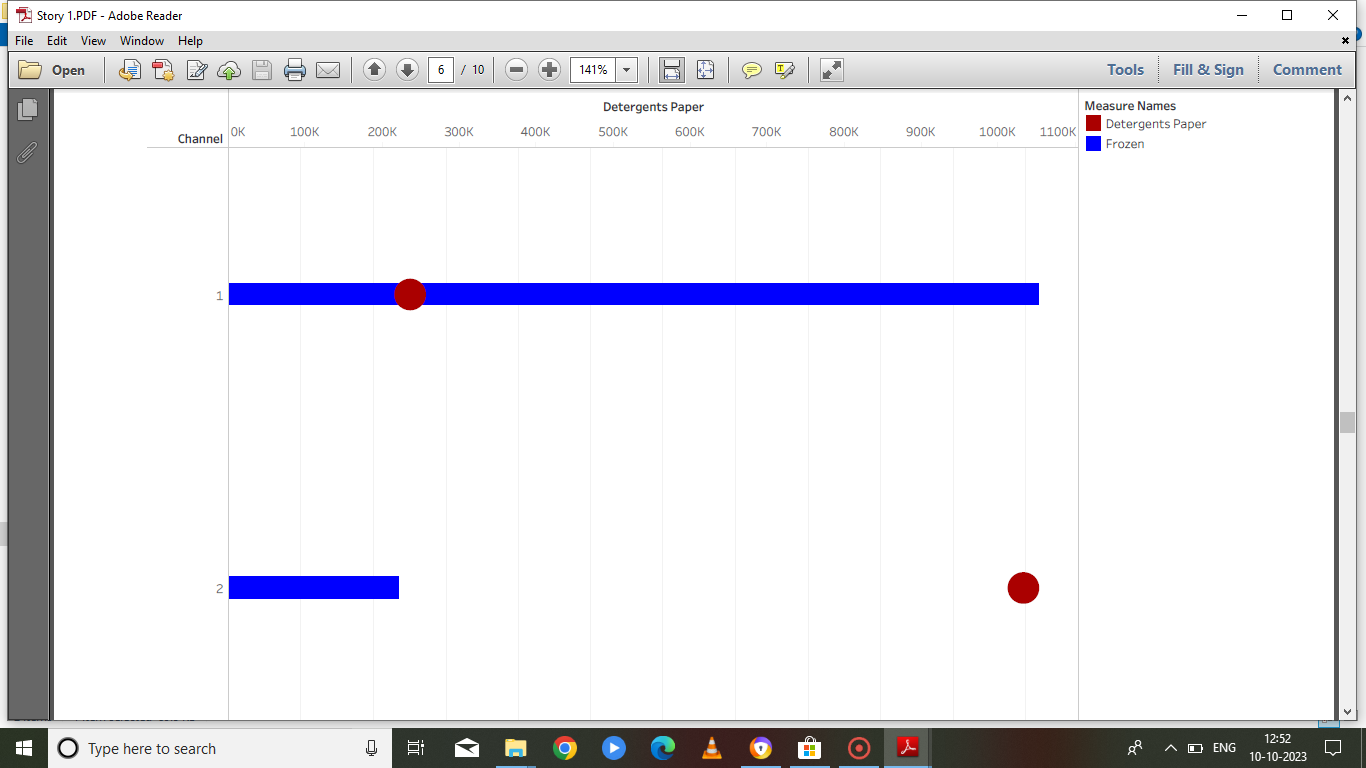 Story 1.PDF - Adobe Reader
File Edit View Window Help
Open 6 / 10 141% Tools Fill & Sign Comment
Detergents Paper
Channel 0K 100K 200K 300K 400K 500K 600K 700K 800K 900K 1000K 1100K
1
2
Measure Names
Detergents Paper
Frozen
Type here to search
ENG
12:52
10-10-2023